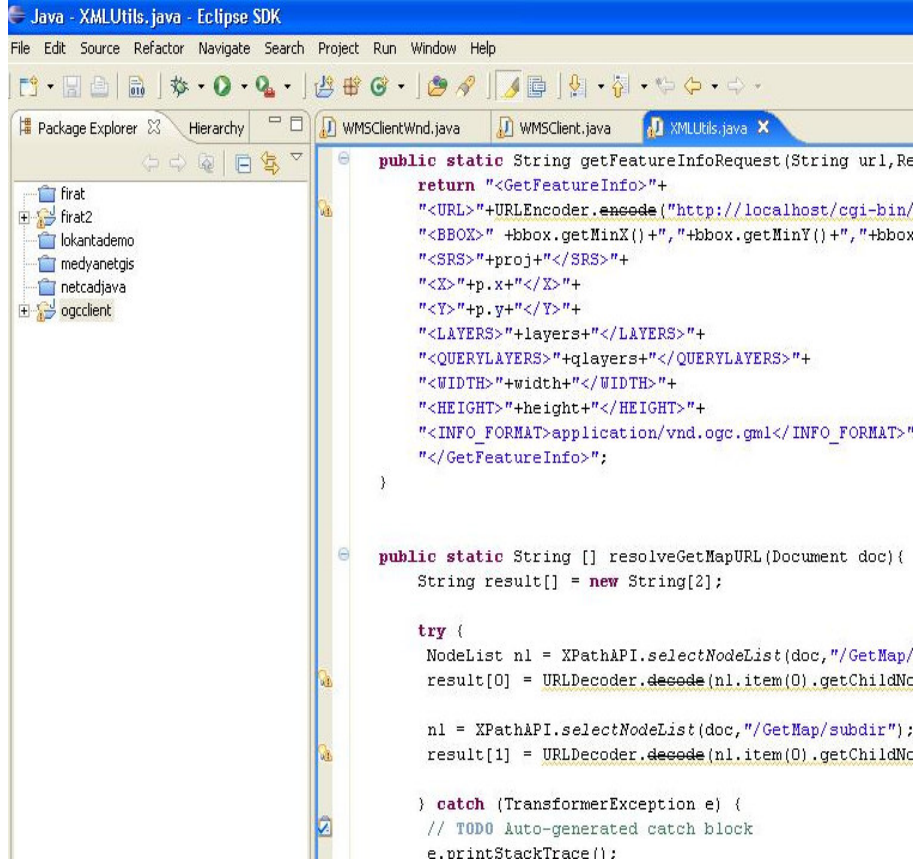 Java - XMLUtils.java - Eclipse SDK
File Edit Source Refactor Navigate Search Project Run Window Help
Package Explorer Hierarchy
WMSClientWnd.java WMSClient.java XMLUtils.java
firat
firat2
lokantademo
medyanetgis
netcadjava
ogcclient
public static String getFeatureInfoRequest(String url,Re
return "<GetFeatureInfo>"+
"<URL>"+URLEncoder.encode("http://localhost/cgi-bin/
"<BBOX>" +bbox.getMinX()+","+bbox.getMinY()+","+bbox
"<SRS>"+proj+"</SRS>"+
"<X>"+p.x+"</X>"+
"<Y>"+p.y+"</Y>"+
"<LAYERS>"+layers+"</LAYERS>"+
"<QUERYLAYERS>"+qlayers+"</QUERYLAYERS>"+
"<WIDTH>"+width+"</WIDTH>"+
"<HEIGHT>"+height+"</HEIGHT>"+
"<INFO_FORMAT>application/vnd.ogc.gml</INFO_FORMAT>"
"</GetFeatureInfo>";
}
public static String [] resolveGetMapURL(Document doc){
String result[] = new String[2];
try {
NodeList nl = XPathAPI.selectNodeList(doc,"/GetMap/
result[0] = URLDecoder.decode(nl.item(0).getChildNo
nl = XPathAPI.selectNodeList(doc,"/GetMap/subdir");
result[1] = URLDecoder.decode(nl.item(0).getChildNo
} catch (TransformerException e) {
// TODO Auto-generated catch block
e.printStackTrace();